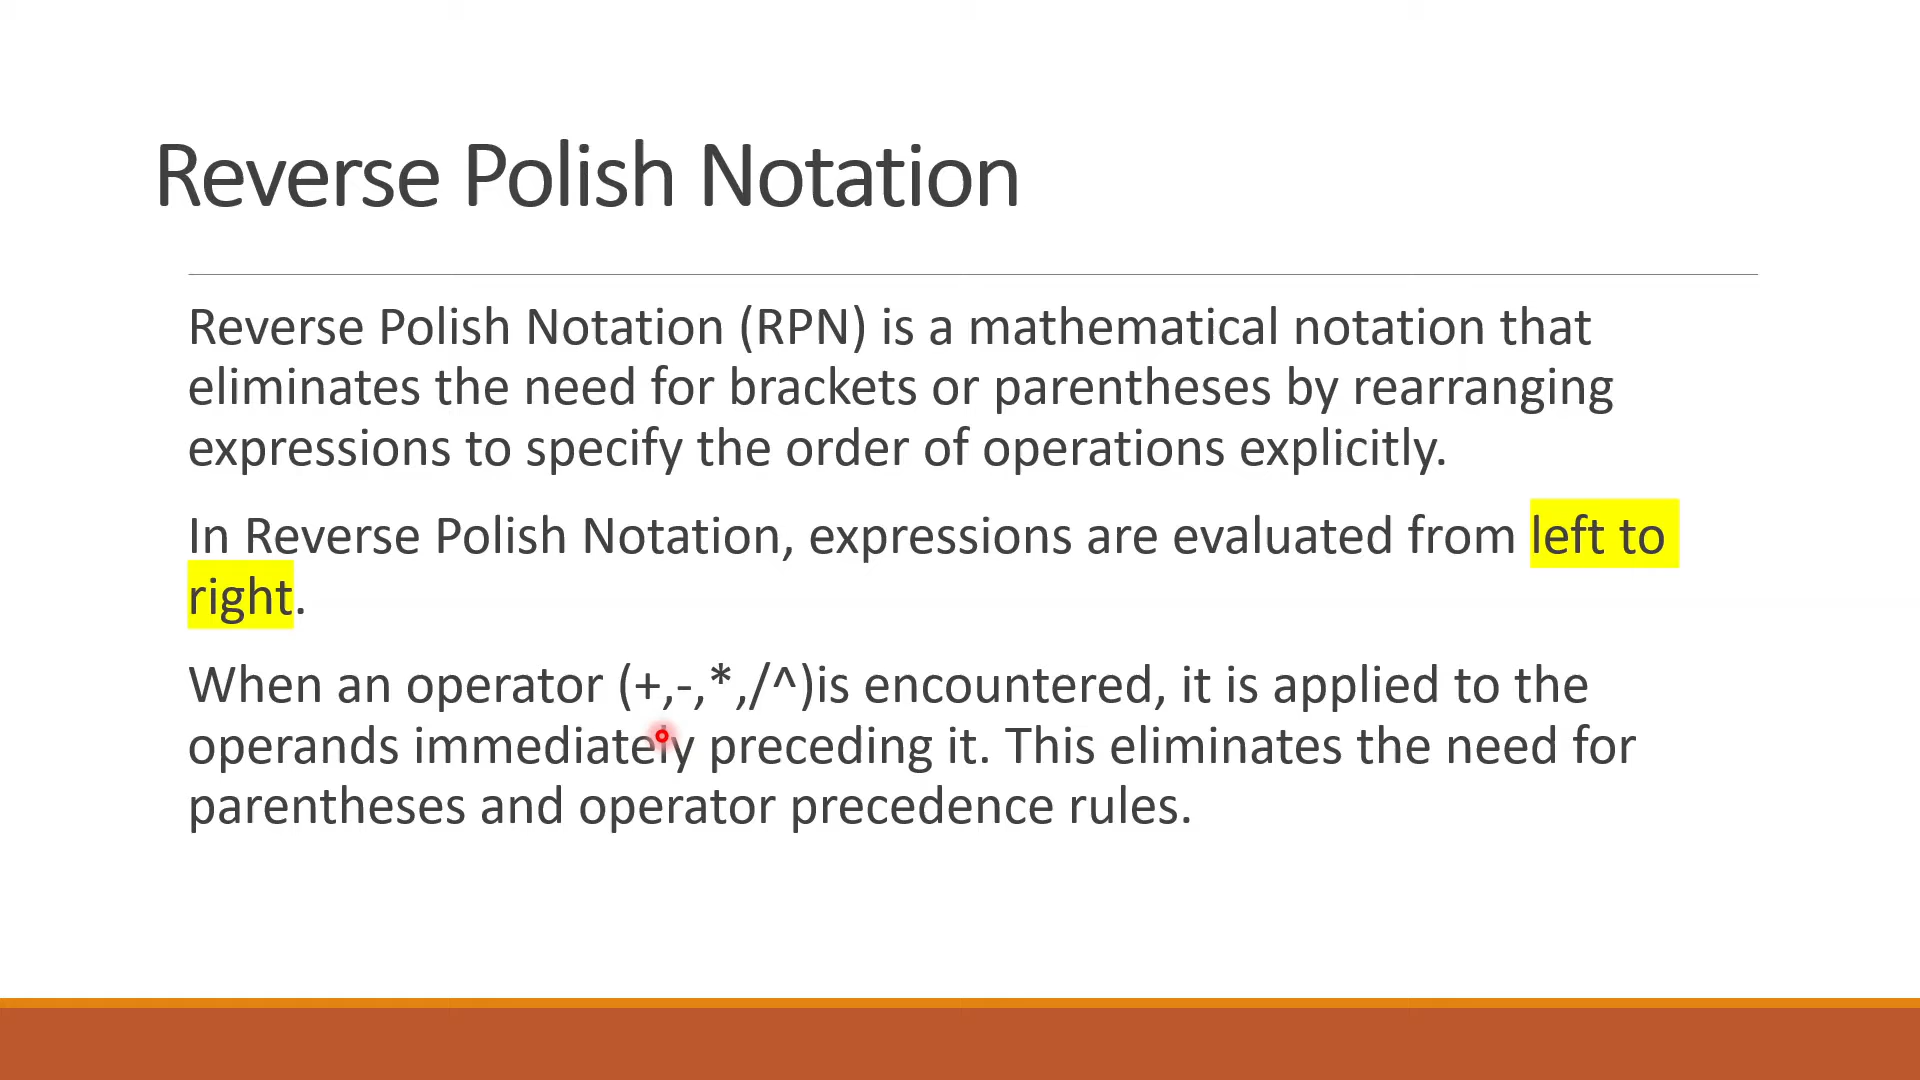 Reverse Polish Notation
Reverse Polish Notation (RPN) is a mathematical notation that
eliminates the need for brackets or parentheses by rearranging
expressions to specify the order of operations explicitly.
In Reverse Polish Notation, expressions are evaluated from left to
right.
When an operator (+,-,*,/^)is encountered, it is applied to the
operands immediately preceding it. This eliminates the need for
parentheses and operator precedence rules.